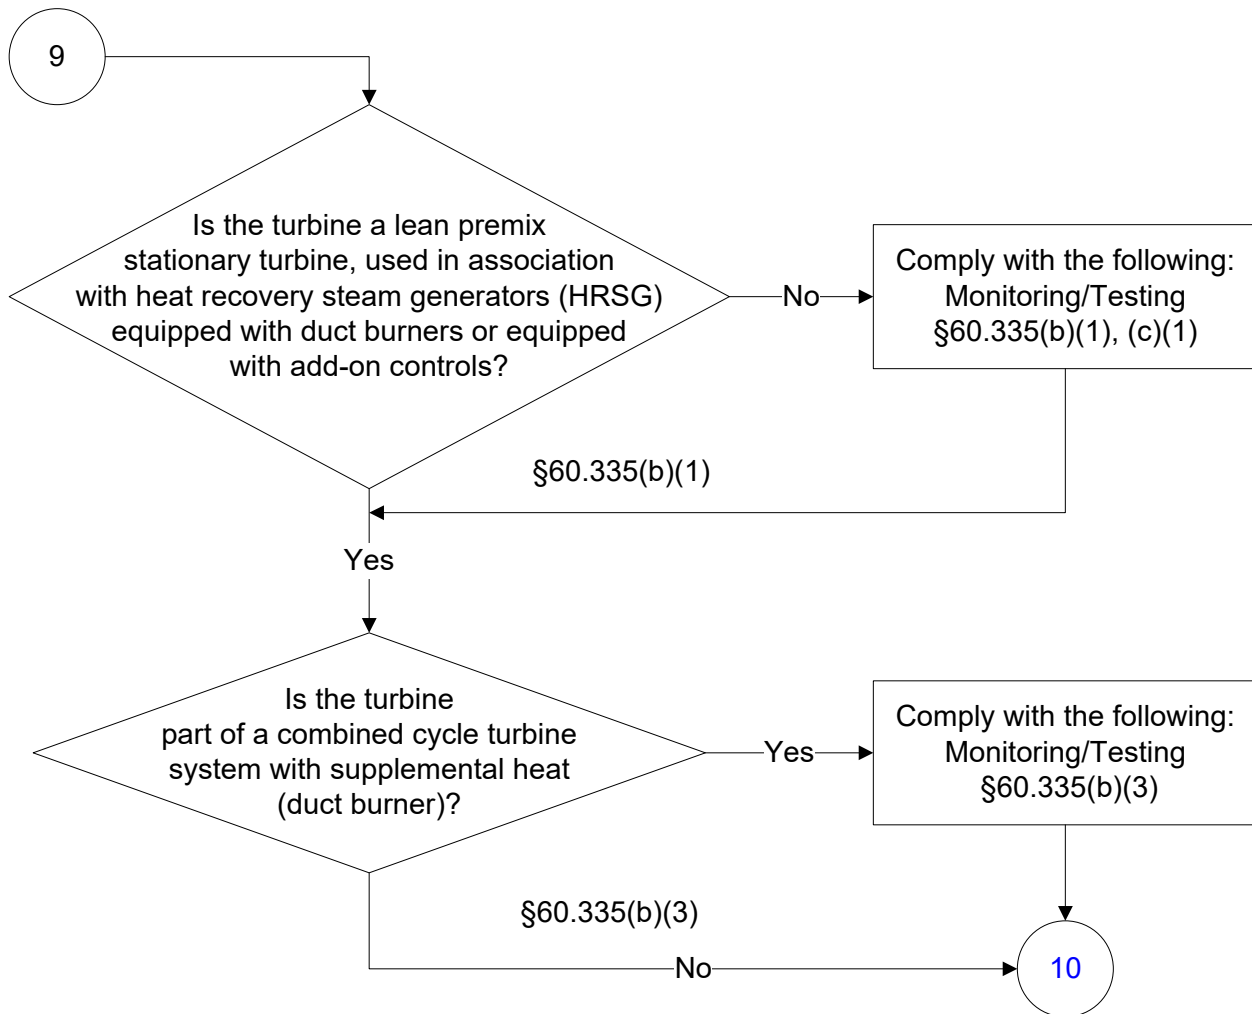 9
Is the turbine a lean premix
stationary turbine, used in association
with heat recovery steam generators (HRSG)
equipped with duct burners or equipped
with add-on controls?
No
Comply with the following:
Monitoring/Testing
§60.335(b)(1), (c)(1)
§60.335(b)(1)
Yes
Is the turbine
part of a combined cycle turbine
system with supplemental heat
(duct burner)?
Yes
Comply with the following:
Monitoring/Testing
§60.335(b)(3)
§60.335(b)(3)
No
10